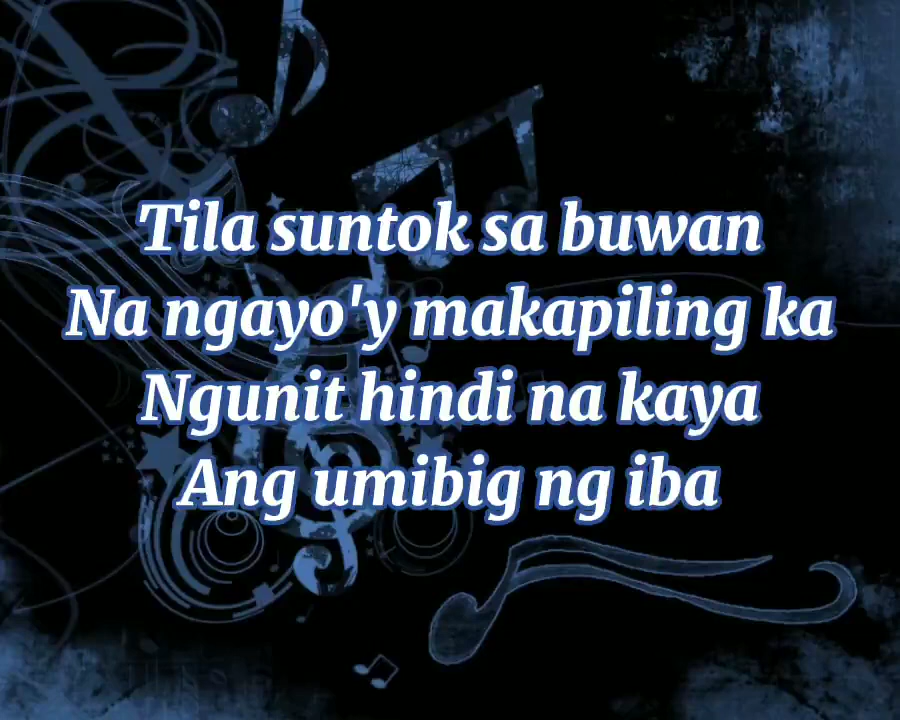 Tila suntok sa buwan
Na ngayo'y makapiling ka
Ngunit hindi na kaya
Ang umibig ng iba